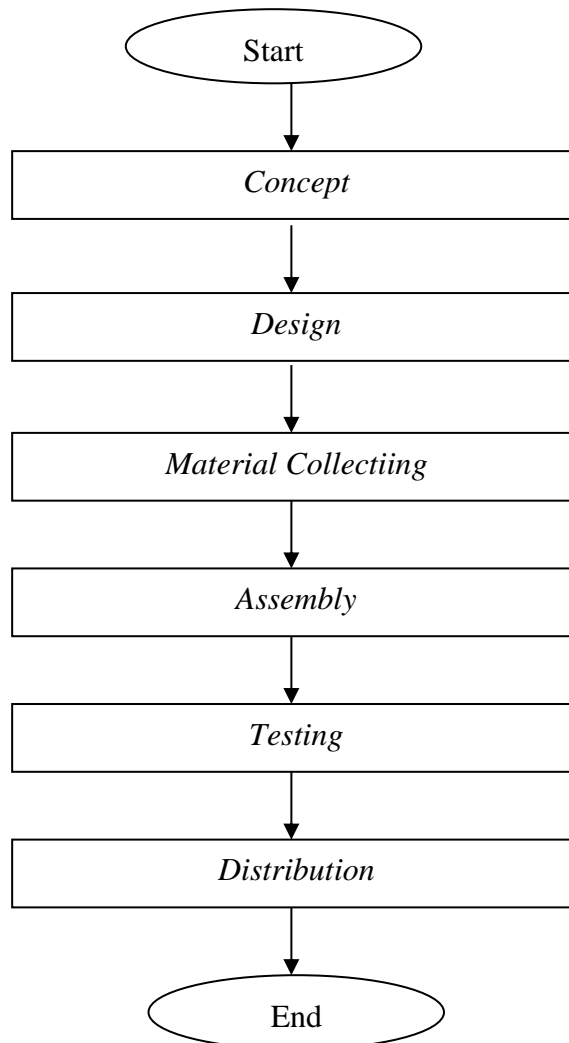 Start
Concept
Design
Material Collectiing
Assembly
Testing
Distribution
End